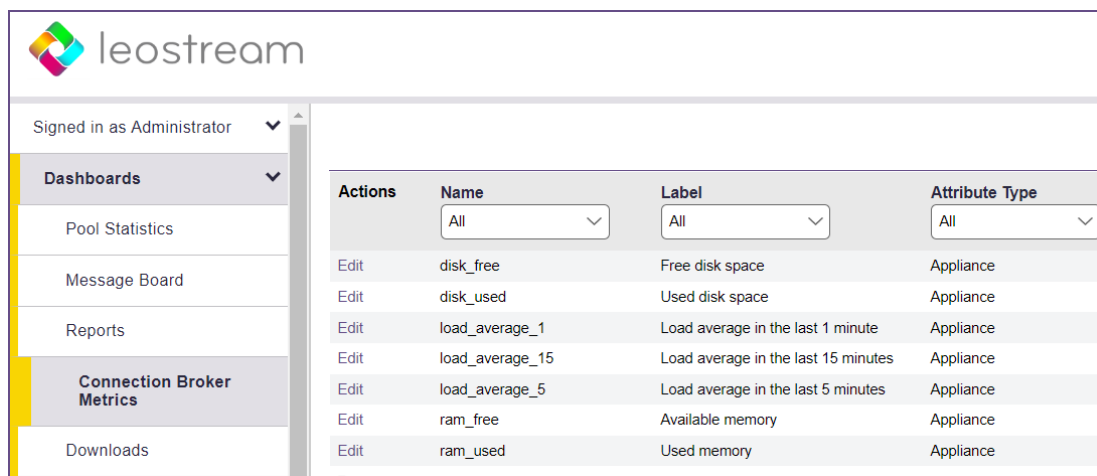 leostream
Signed in as Administrator
Dashboards
Pool Statistics
Message Board
Reports
Connection Broker
Metrics
Downloads
Actions Name Label Attribute Type
All All All
Edit disk_free Free disk space Appliance
Edit disk_used Used disk space Appliance
Edit load_average_1 Load average in the last 1 minute Appliance
Edit load_average_15 Load average in the last 15 minutes Appliance
Edit load_average_5 Load average in the last 5 minutes Appliance
Edit ram_free Available memory Appliance
Edit ram_used Used memory Appliance